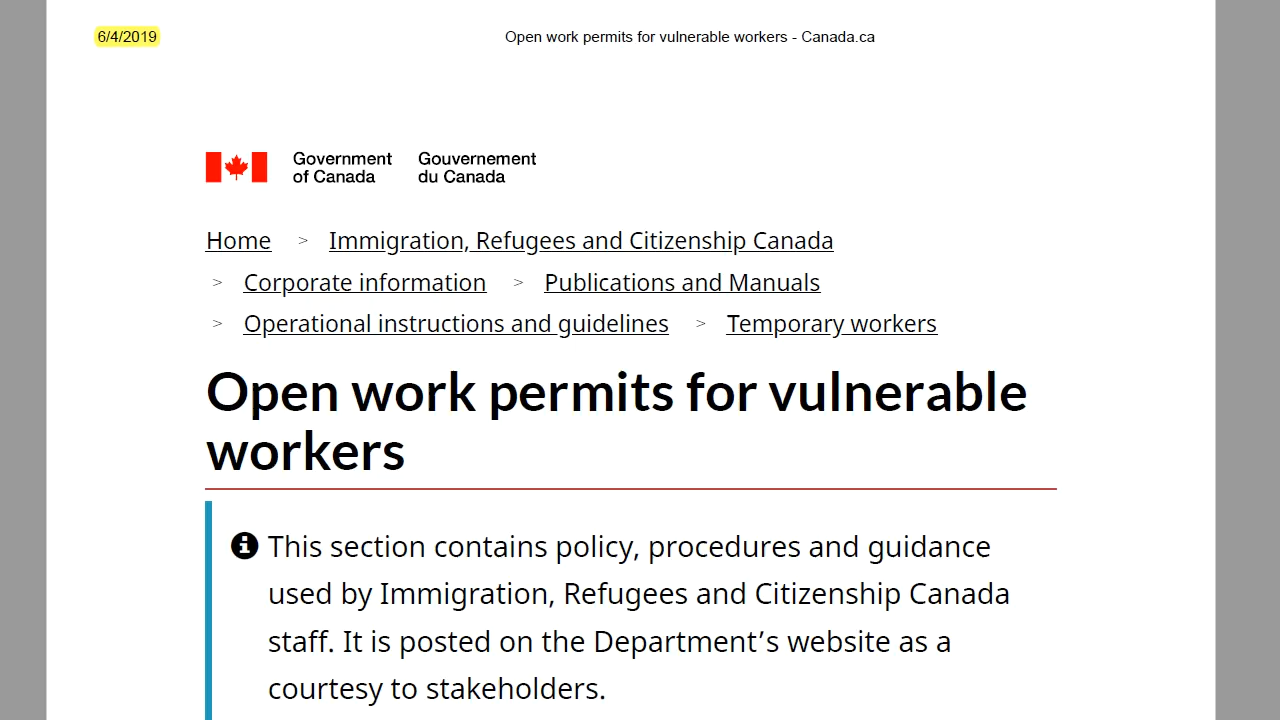 6/4/2019 Open work permits for vulnerable workers - Canada.ca
Government of Canada Gouvernement du Canada
Home > Immigration, Refugees and Citizenship Canada
> Corporate information > Publications and Manuals
> Operational instructions and guidelines > Temporary workers
Open work permits for vulnerable
workers
This section contains policy, procedures and guidance
used by Immigration, Refugees and Citizenship Canada
staff. It is posted on the Department’s website as a
courtesy to stakeholders.